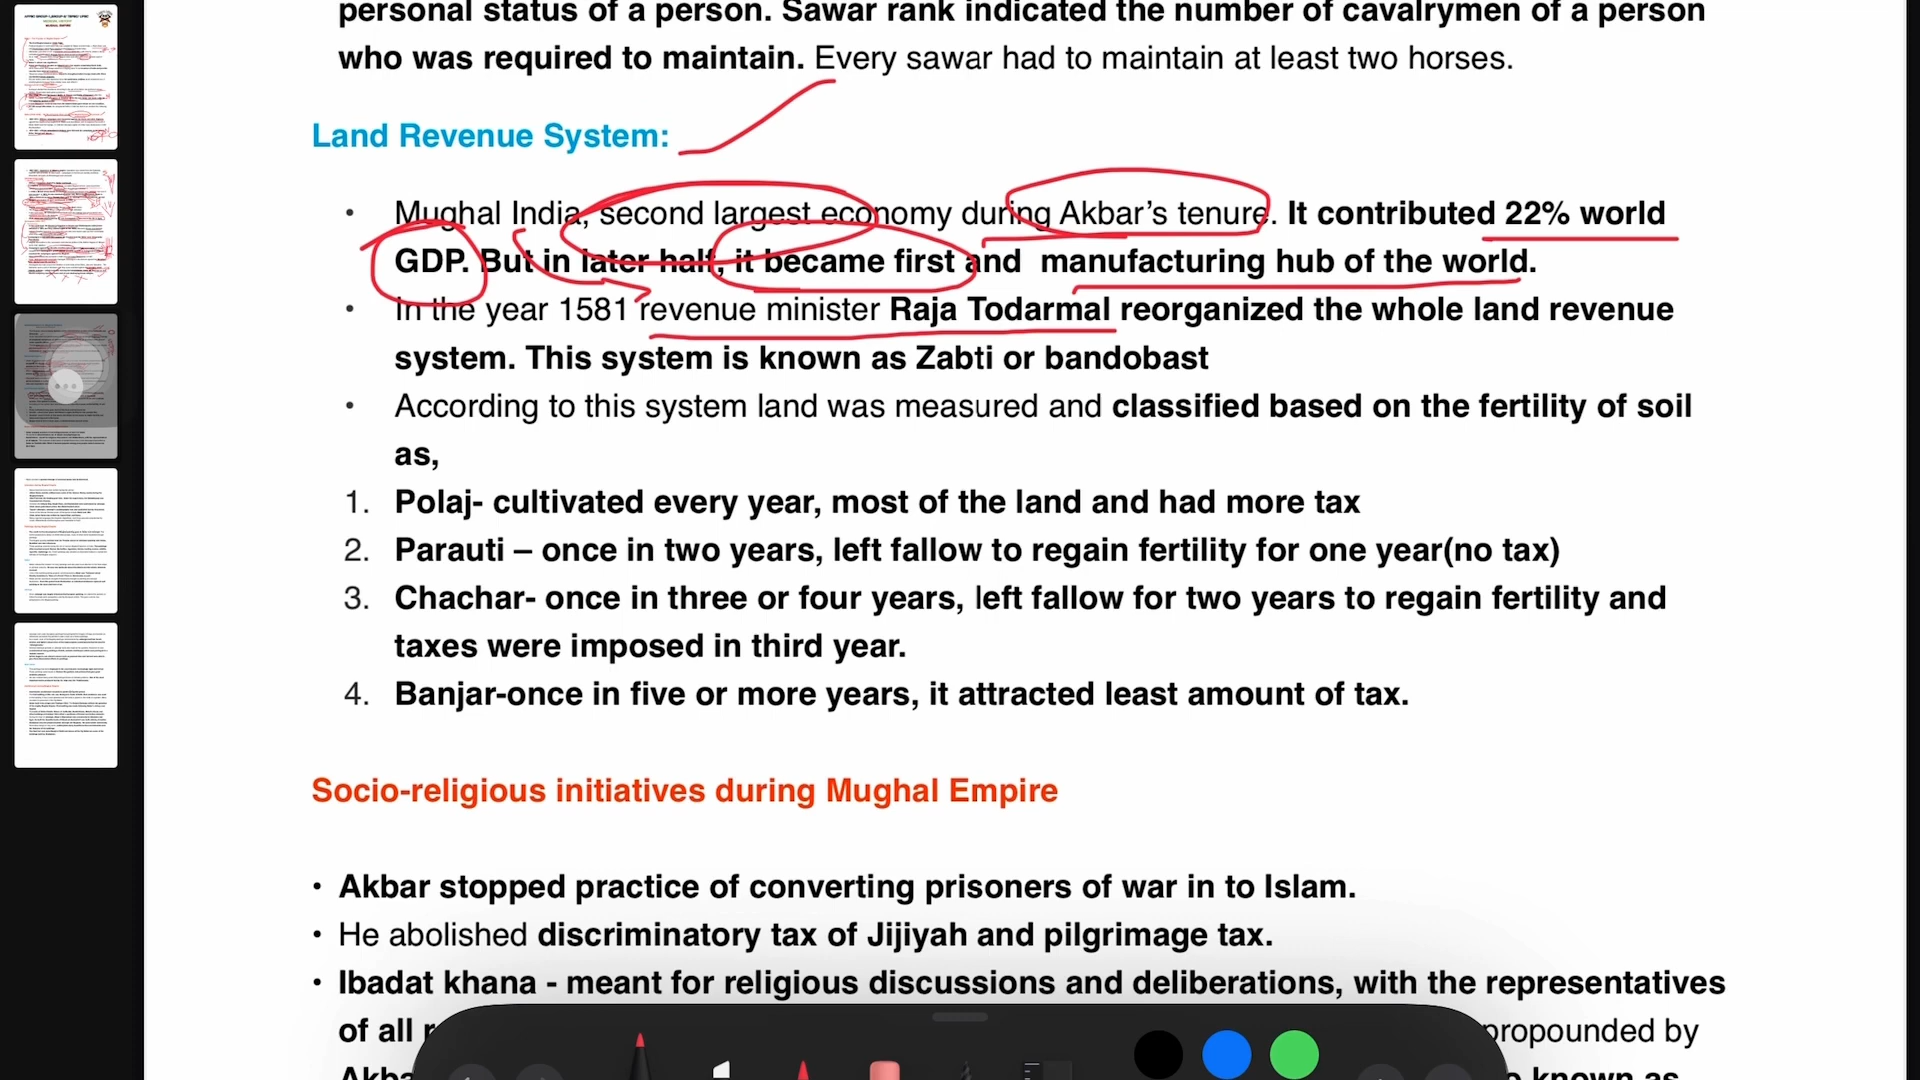 personal status of a person. Sawar rank indicated the number of cavalrymen of a person
who was required to maintain. Every sawar had to maintain at least two horses.
Land Revenue System:
• Mughal India, second largest economy during Akbar's tenure. It contributed 22% world
GDP. But in later half, it became first and manufacturing hub of the world.
• In the year 1581 revenue minister Raja Todarmal reorganized the whole land revenue
system. This system is known as Zabti or bandobast
• According to this system land was measured and classified based on the fertility of soil
as,
1. Polaj- cultivated every year, most of the land and had more tax
2. Parauti – once in two years, left fallow to regain fertility for one year(no tax)
3. Chachar- once in three or four years, left fallow for two years to regain fertility and
taxes were imposed in third year.
4. Banjar-once in five or more years, it attracted least amount of tax.
Socio-religious initiatives during Mughal Empire
• Akbar stopped practice of converting prisoners of war in to Islam.
• He abolished discriminatory tax of Jijiyah and pilgrimage tax.
• Ibadat khana - meant for religious discussions and deliberations, with the representatives
of all propounded by
known as